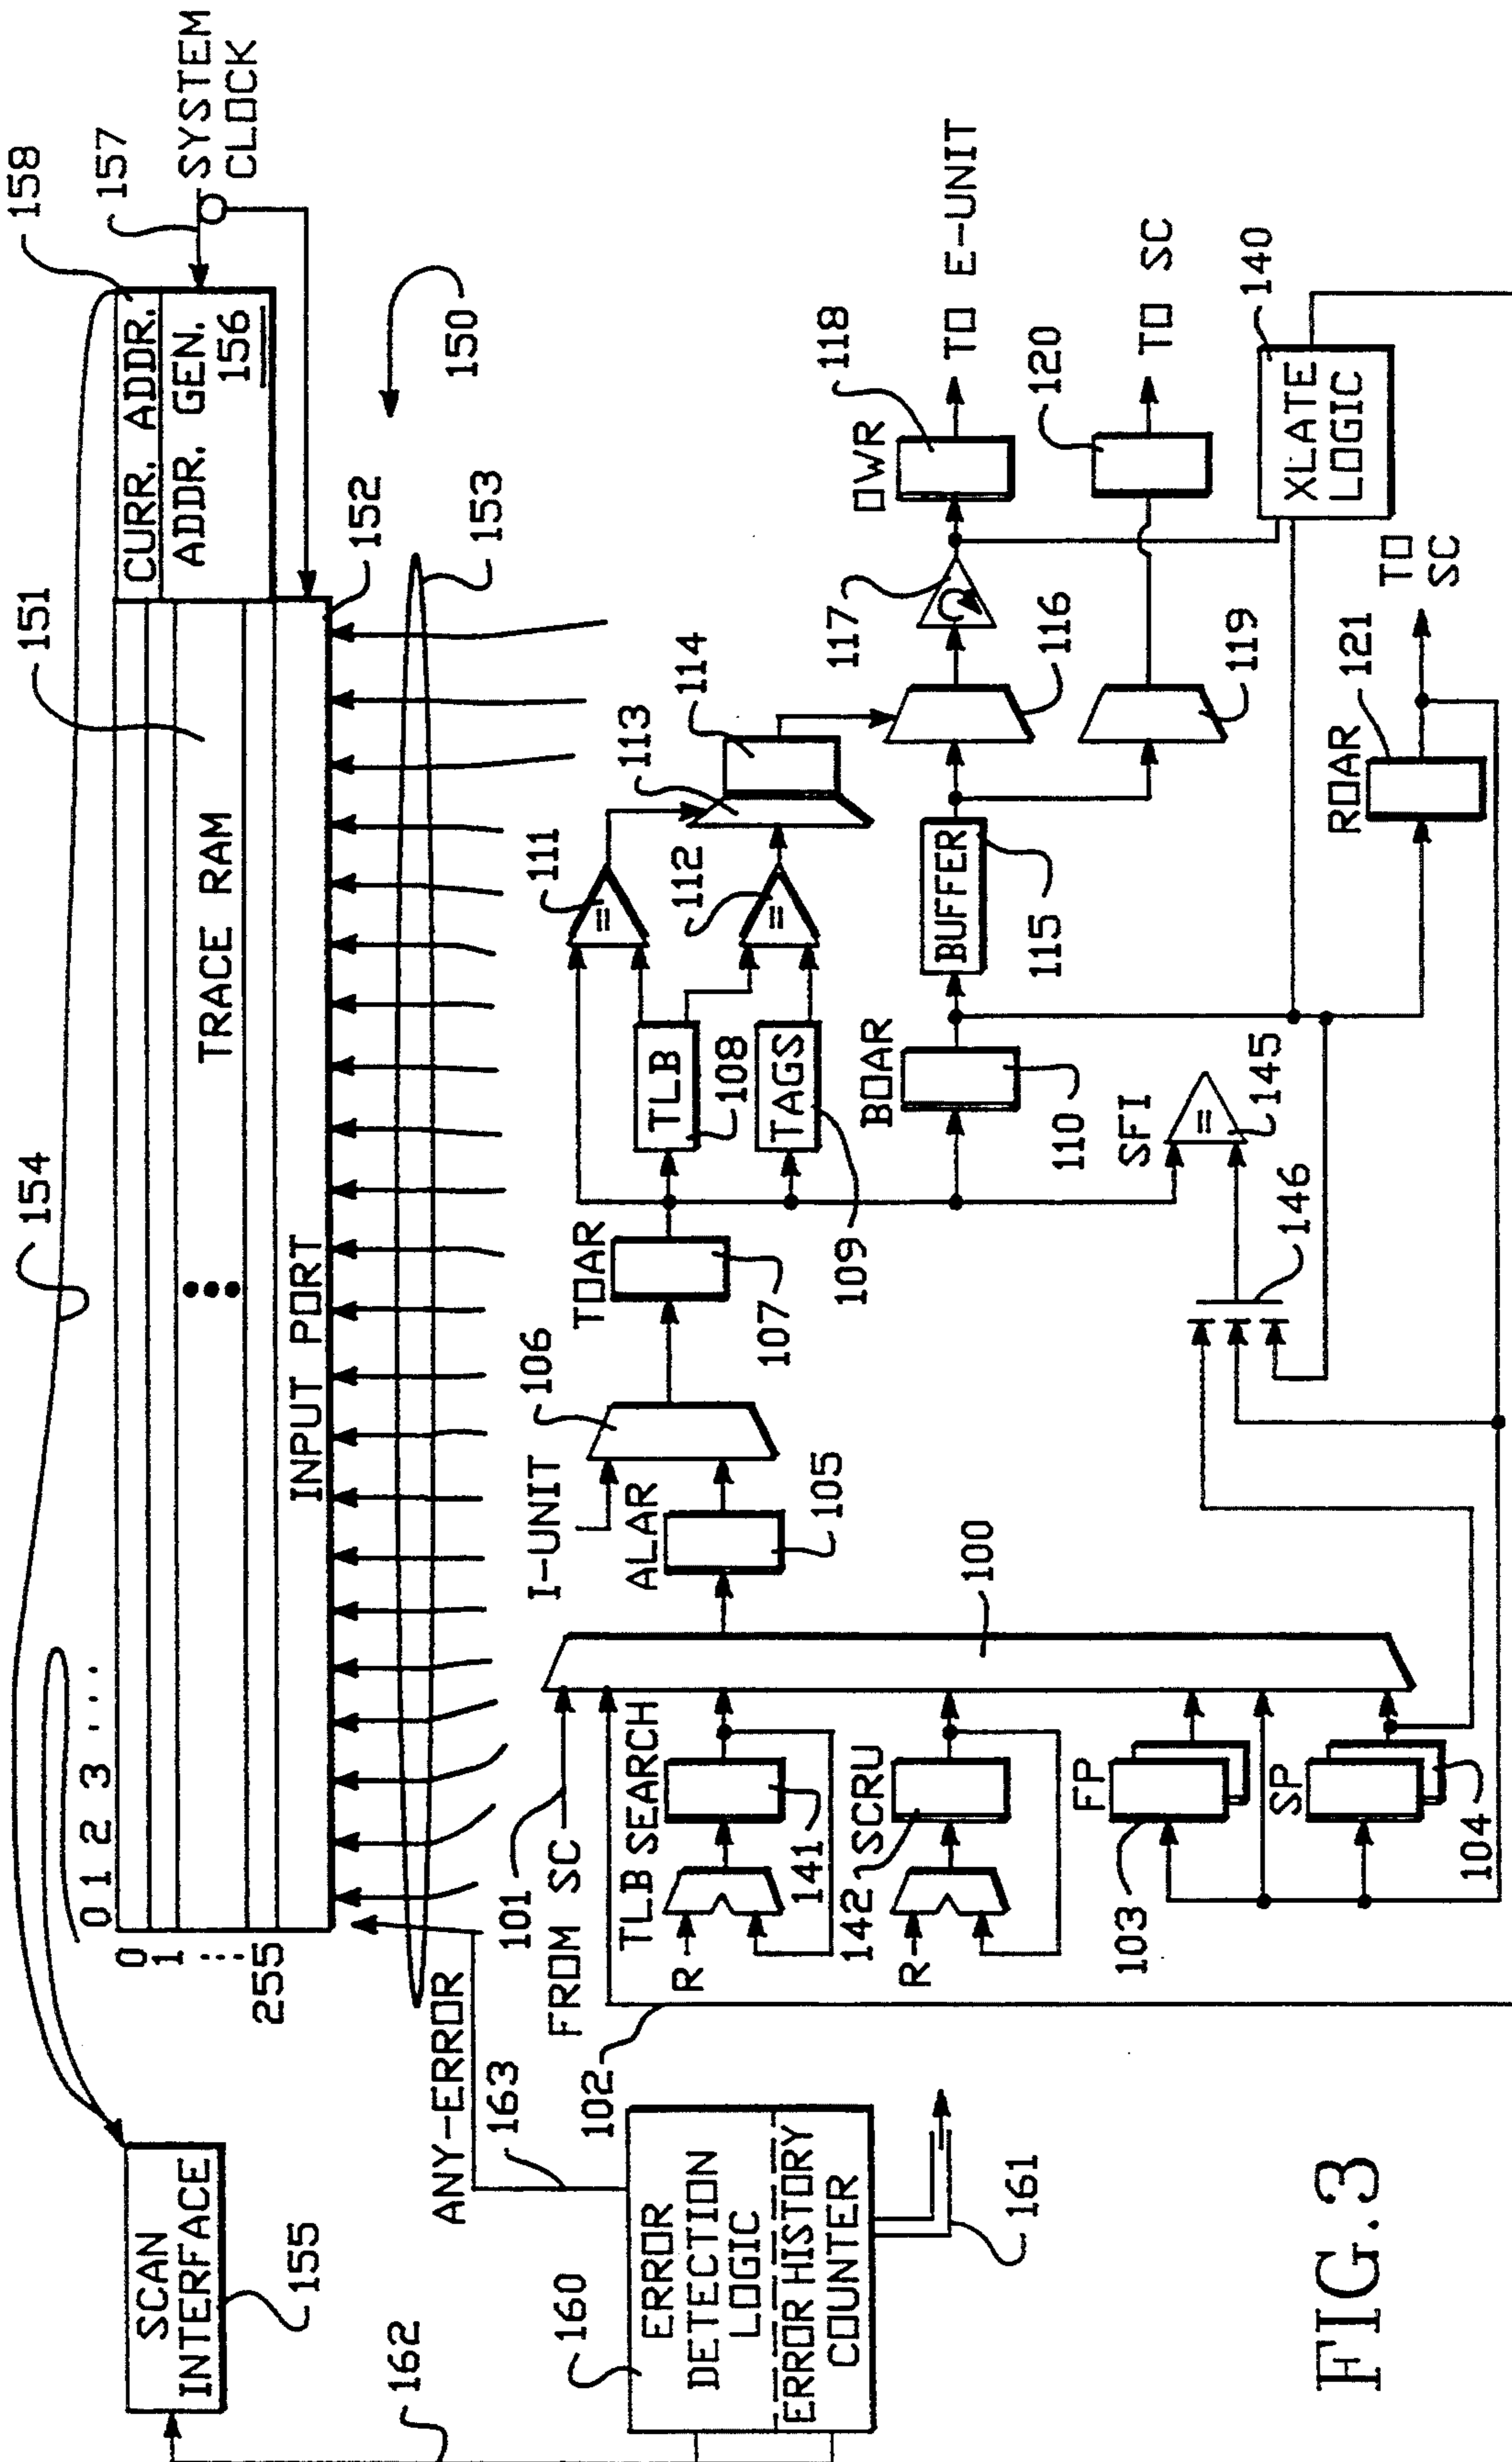 SCAN
INTERFACE
155
154
0 1 2 3 ....
0
1
255
TRACE RAM
151
CURR. ADDR.
ADDR. GEN.
156
158
157
SYSTEM
CLOCK
INPUT PORT
152
153
150
162
160
ERROR
DETECTION
LOGIC
ERROR HISTORY
COUNTER
161
ANY-ERROR
163
FROM SC
101
102
TLB SEARCH
R
141
142
SCRU
R
FP
103
SP
104
100
I-UNIT
ALAR
105
106
TOAR
107
TLB
108
TAGS
109
BOAR
110
111
=
112
=
113
114
BUFFER
115
116
117
OWR
118
TO E-UNIT
119
120
TO SC
SFI
=
145
146
ROAR
121
TO
SC
XLATE
LOGIC
140
FIG.3